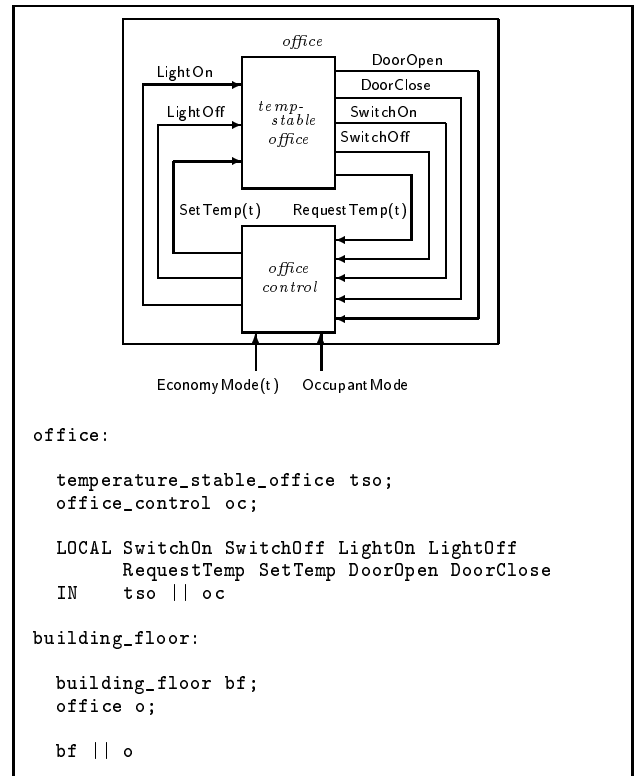 office
DoorOpen
LightOn
DoorClose
LightOff
temp-
stable
office
SwitchOn
SwitchOff
SetTemp(t)
RequestTemp(t)
office
control
EconomyMode(t)
OccupantMode
office:
temperature_stable_office tso;
office_control oc;
LOCAL SwitchOn SwitchOff LightOn LightOff
RequestTemp SetTemp DoorOpen DoorClose
IN tso || oc
building_floor:
building_floor bf;
office o;
bf || o